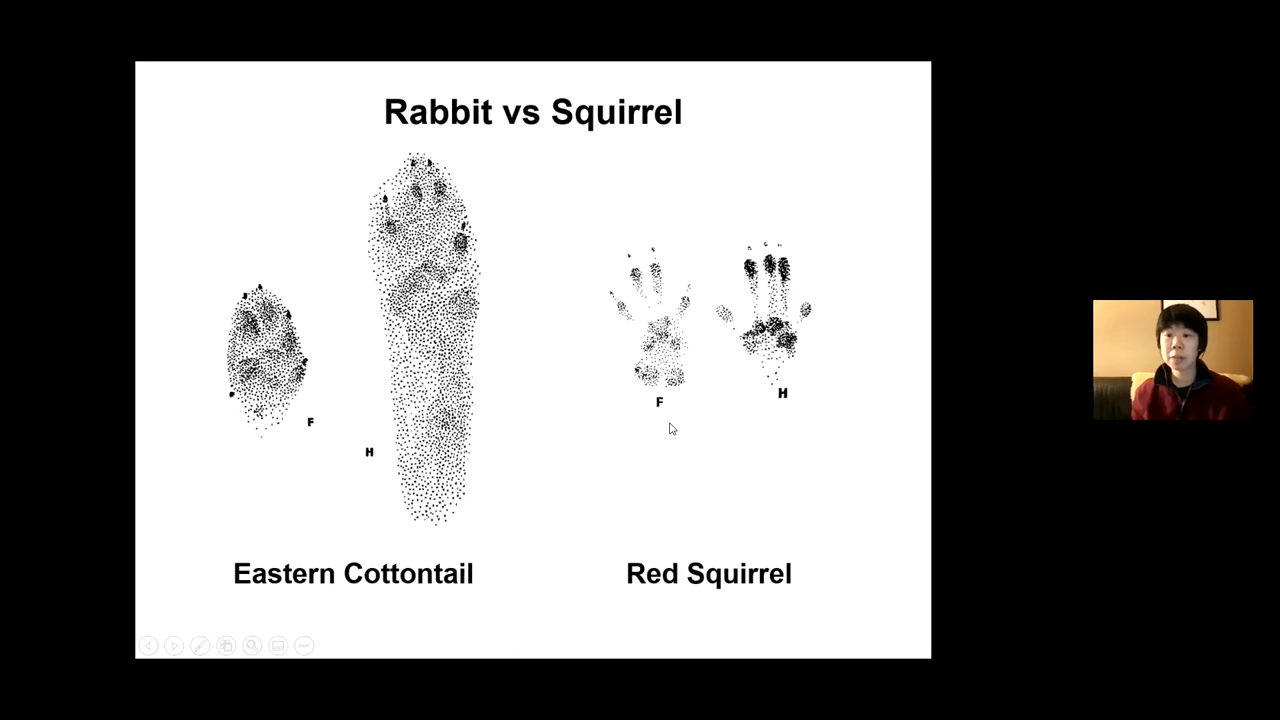 Rabbit vs Squirrel
F
H
F
H
Eastern Cottontail
Red Squirrel